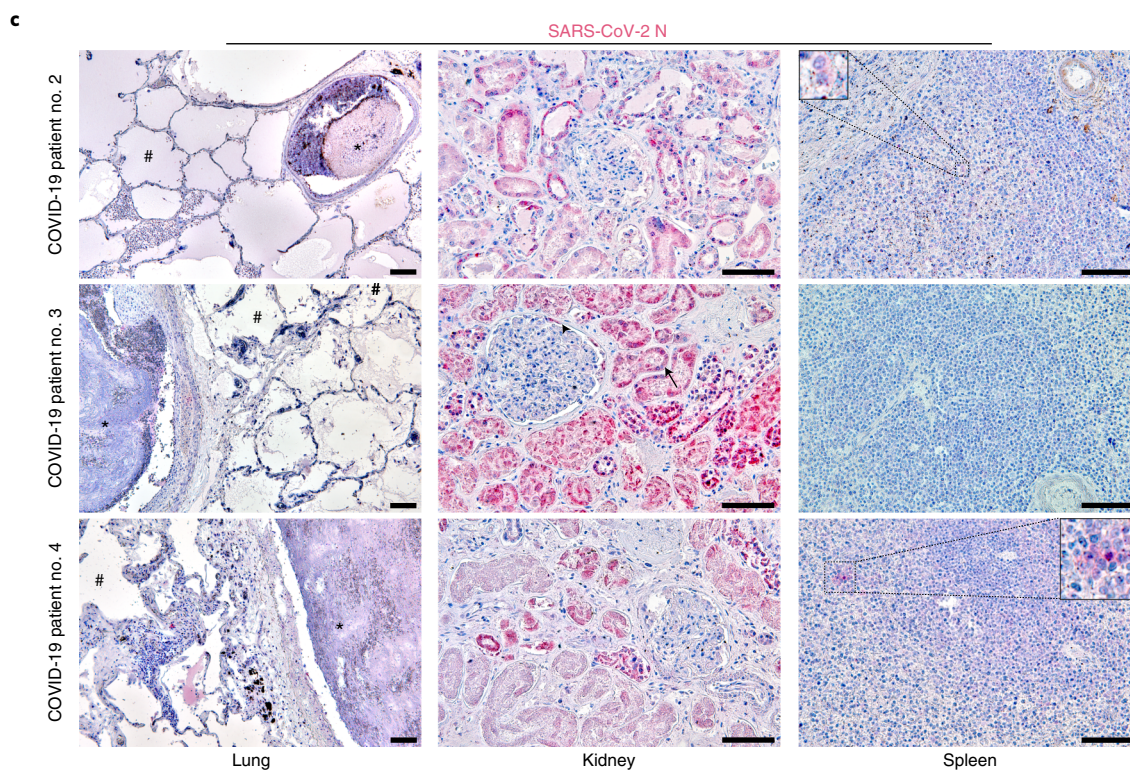 c
SARS-CoV-2 N
COVID-19 patient no. 2
#
*
COVID-19 patient no. 3
#
#
*
COVID-19 patient no. 4
#
*
Lung
Kidney
Spleen